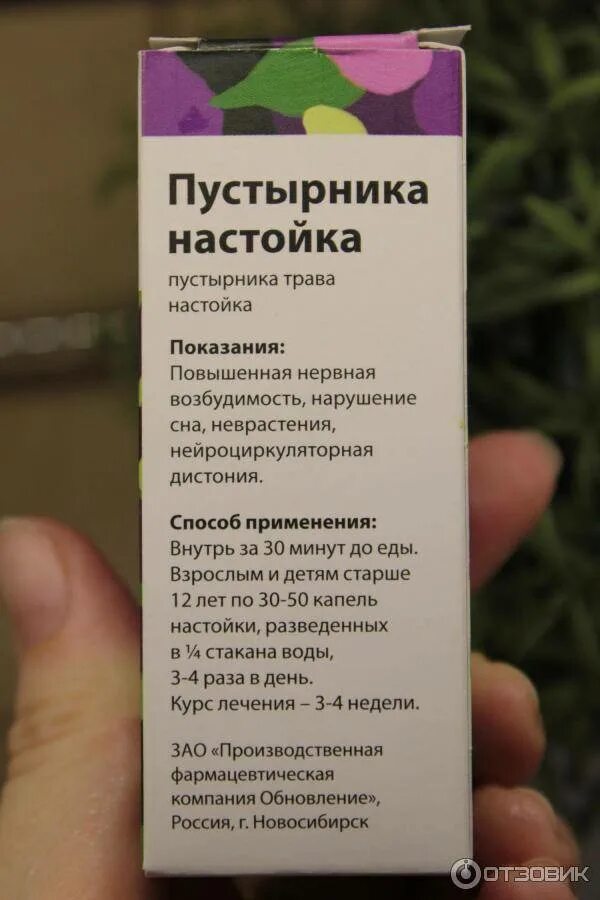 Пустырника
настойка
пустырника трава
настойка
Показания:
Повышенная нервная
возбудимость, нарушение
сна, неврастения,
нейроциркуляторная
дистония.
Способ применения:
Внутрь за 30 минут до еды.
Взрослым и детям старше
12 лет по 30-50 капель
настойки, разведенных
в ¼ стакана воды,
3-4 раза в день.
Курс лечения – 3-4 недели.
ЗАО «Производственная
фармацевтическая
компания Обновление»,
Россия, г. Новосибирск
ОТЗОВИК